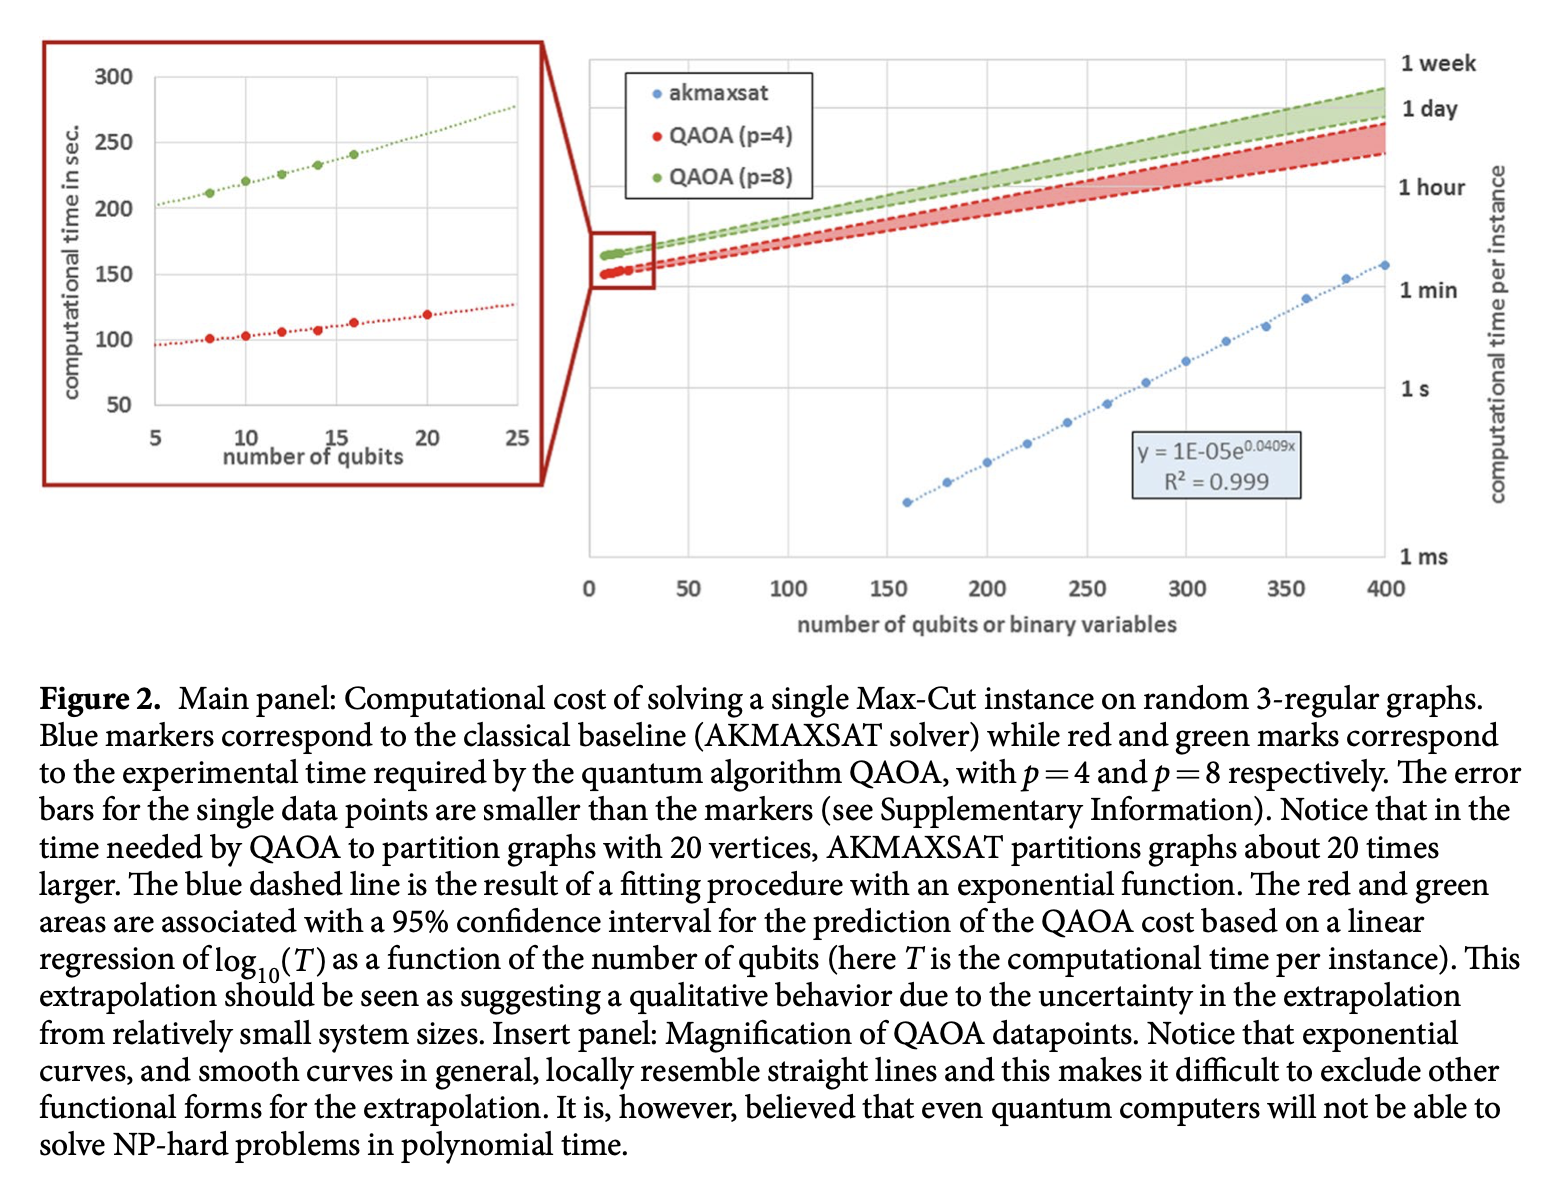 300
250
200
150
100
50
computational time in sec.
5 10 15 20 25
number of qubits
akmaxsat
QAOA (p=4)
QAOA (p=8)
1 week
1 day
1 hour
1 min
1 s
1 ms
computational time per instance
y = 1E-05e^0.0409x
R² = 0.999
0 50 100 150 200 250 300 350 400
number of qubits or binary variables
Figure 2. Main panel: Computational cost of solving a single Max-Cut instance on random 3-regular graphs.
Blue markers correspond to the classical baseline (AKMAXSAT solver) while red and green marks correspond
to the experimental time required by the quantum algorithm QAOA, with p = 4 and p = 8 respectively. The error
bars for the single data points are smaller than the markers (see Supplementary Information). Notice that in the
time needed by QAOA to partition graphs with 20 vertices, AKMAXSAT partitions graphs about 20 times
larger. The blue dashed line is the result of a fitting procedure with an exponential function. The red and green
areas are associated with a 95% confidence interval for the prediction of the QAOA cost based on a linear
regression of log₁₀(T) as a function of the number of qubits (here T is the computational time per instance). This
extrapolation should be seen as suggesting a qualitative behavior due to the uncertainty in the extrapolation
from relatively small system sizes. Insert panel: Magnification of QAOA datapoints. Notice that exponential
curves, and smooth curves in general, locally resemble straight lines and this makes it difficult to exclude other
functional forms for the extrapolation. It is, however, believed that even quantum computers will not be able to
solve NP-hard problems in polynomial time.